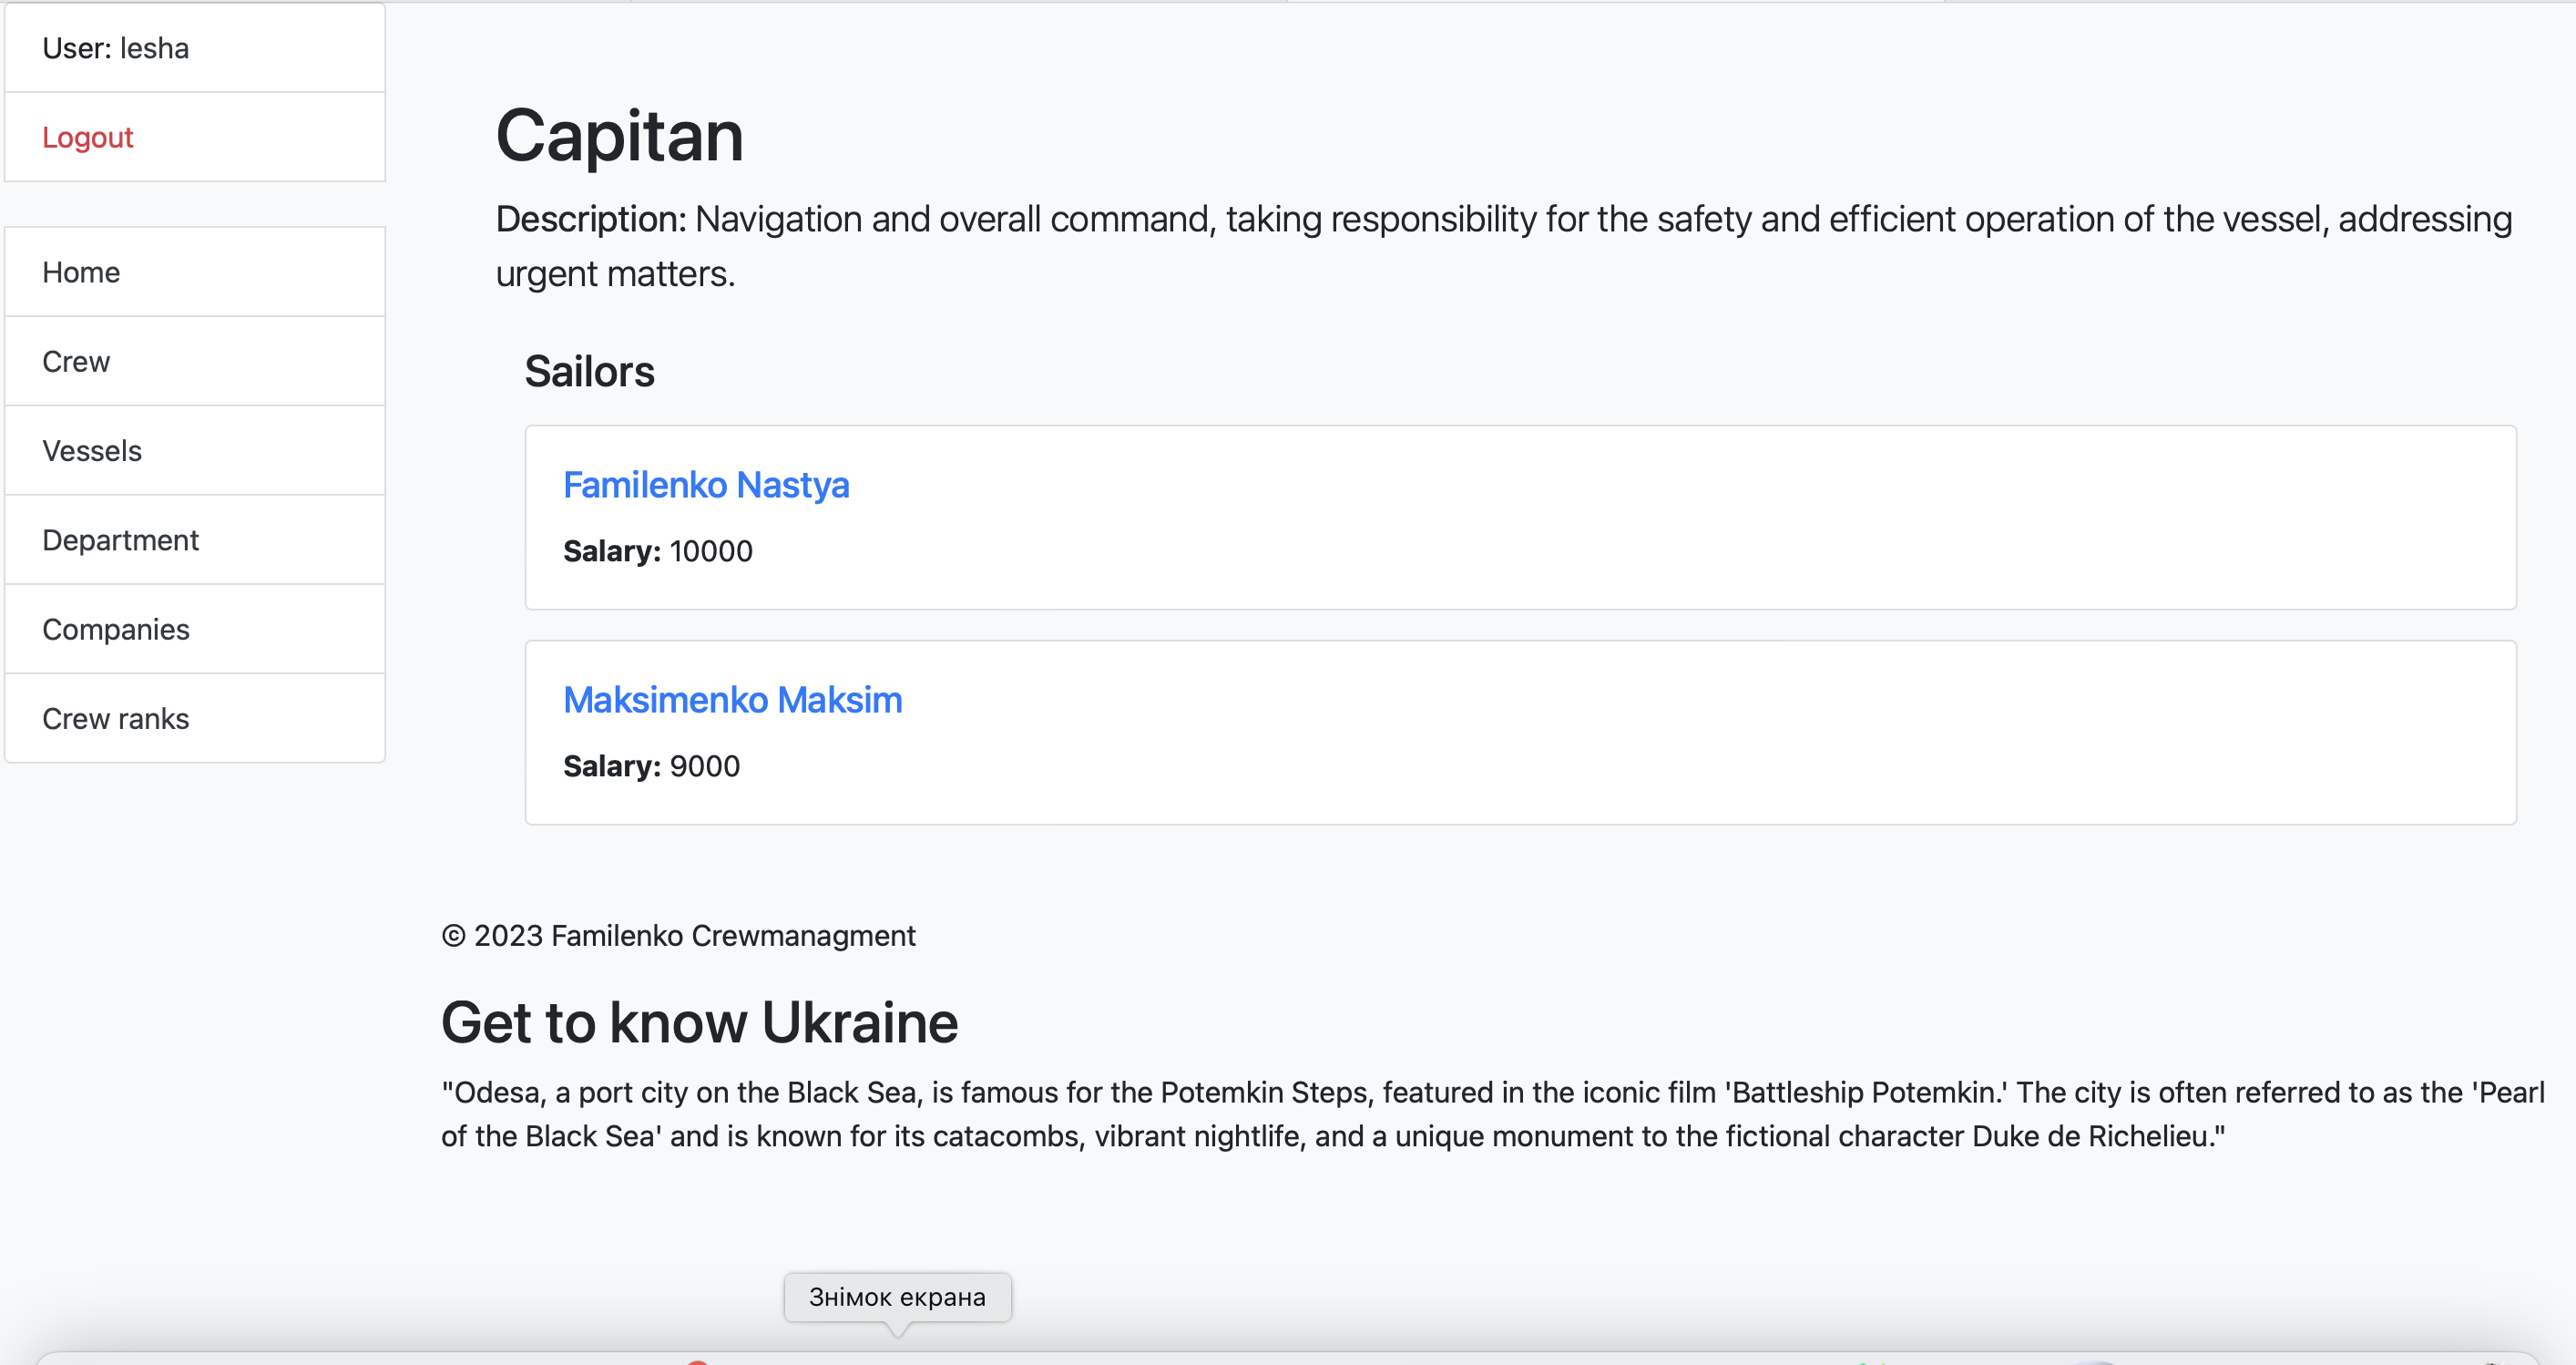 User: lesha
Logout
Home
Crew
Vessels
Department
Companies
Crew ranks
Capitan
Description: Navigation and overall command, taking responsibility for the safety and efficient operation of the vessel, addressing
urgent matters.
Sailors
Familenko Nastya
Salary: 10000
Maksimenko Maksim
Salary: 9000
© 2023 Familenko Crewmanagment
Get to know Ukraine
"Odesa, a port city on the Black Sea, is famous for the Potemkin Steps, featured in the iconic film 'Battleship Potemkin.' The city is often referred to as the 'Pearl
of the Black Sea' and is known for its catacombs, vibrant nightlife, and a unique monument to the fictional character Duke de Richelieu."
Знімок екрана